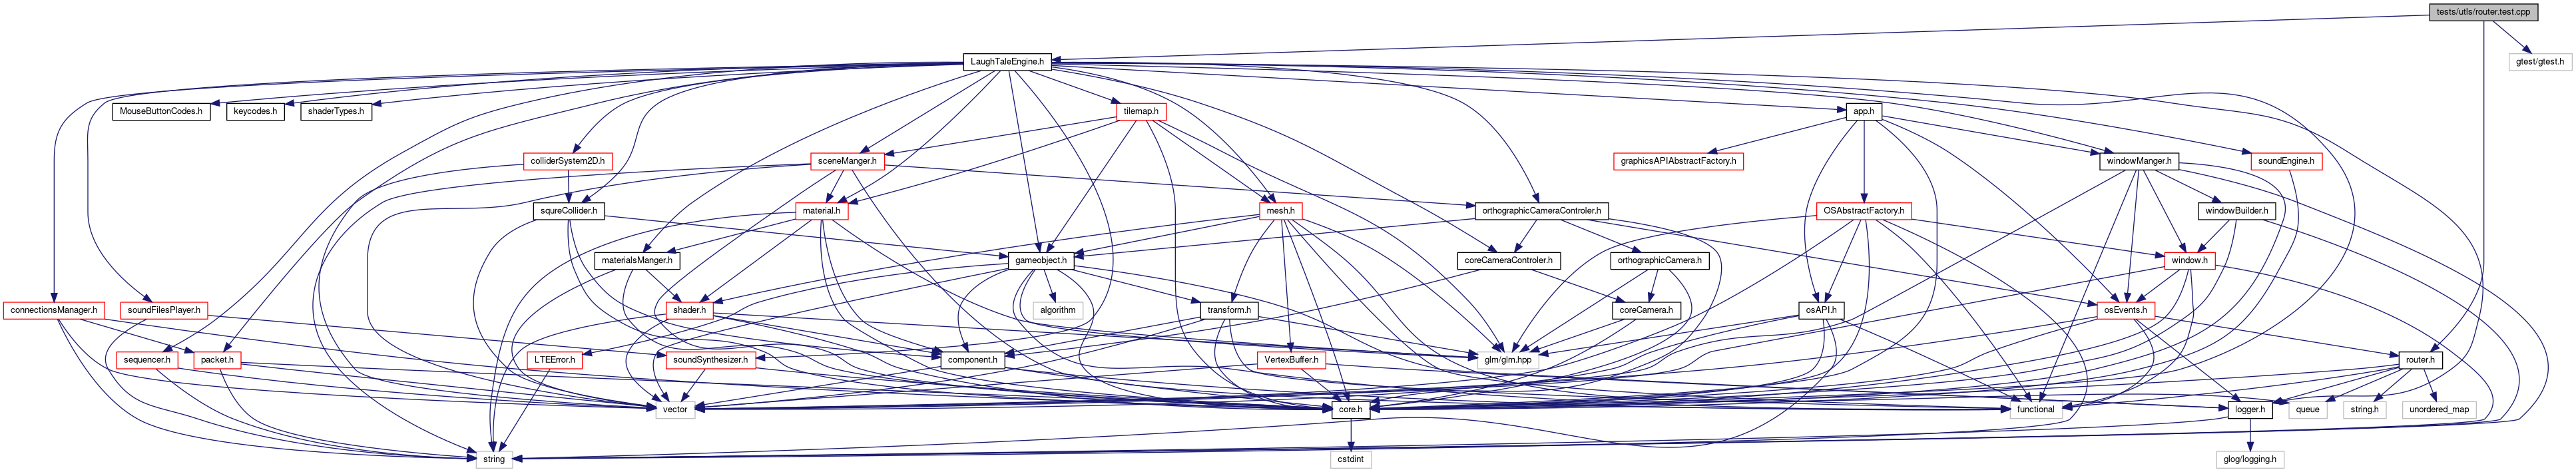 tests/utls/router.test.cpp
LaughTaleEngine.h
gtest/gtest.h
MouseButtonCodes.h
keycodes.h
shaderTypes.h
tilemap.h
app.h
colliderSystem2D.h
sceneManger.h
graphicsAPIAbstractFactory.h
windowManger.h
soundEngine.h
squreCollider.h
material.h
mesh.h
orthographicCameraControler.h
OSAbstractFactory.h
windowBuilder.h
materialsManger.h
gameobject.h
coreCameraControler.h
orthographicCamera.h
window.h
connectionsManager.h
soundFilesPlayer.h
shader.h
algorithm
transform.h
coreCamera.h
osAPI.h
osEvents.h
sequencer.h
packet.h
LTEError.h
soundSynthesizer.h
component.h
VertexBuffer.h
glm/glm.hpp
router.h
vector
core.h
functional
logger.h
queue
string.h
unordered_map
string
cstdint
glog/logging.h